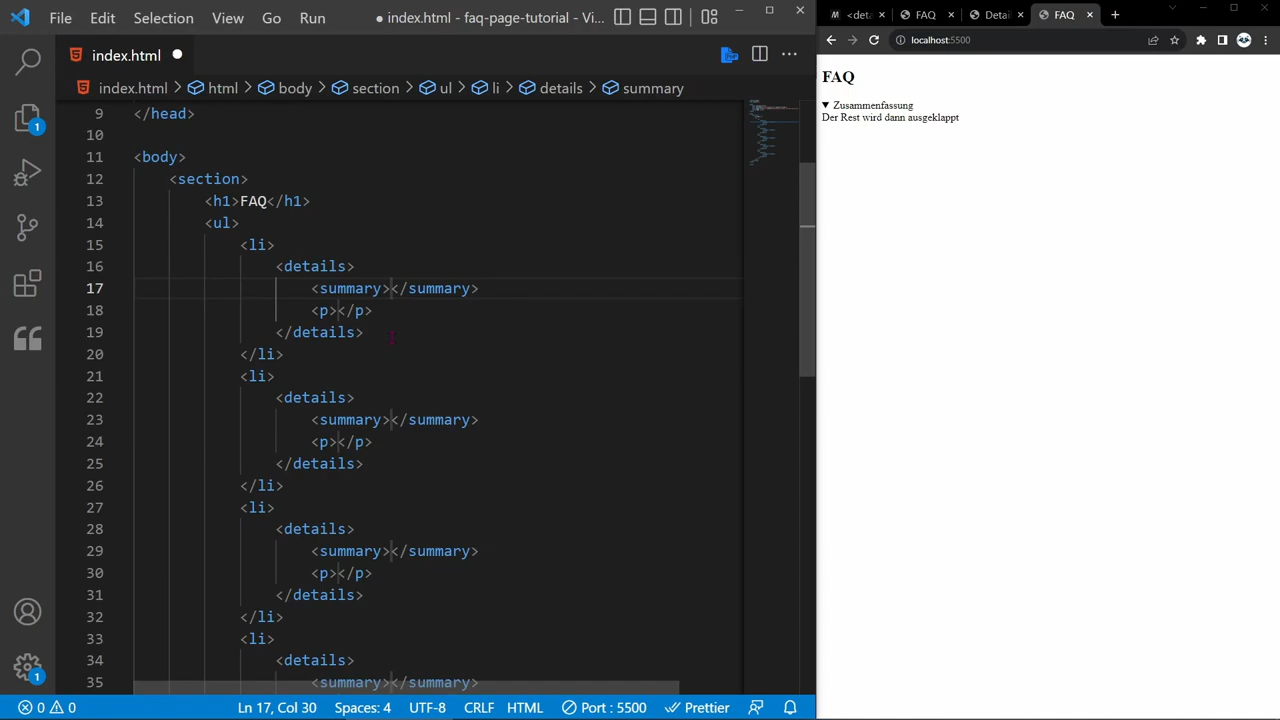 File Edit Selection View Go Run
● index.html - faq-page-tutorial - Vi...
index.html ●
index.html > html > body > section > ul > li > details > summary
9 </head>
10
11 <body>
12 <section>
13 <h1>FAQ</h1>
14 <ul>
15 <li>
16 <details>
17 <summary></summary>
18 <p></p>
19 </details>
20 </li>
21 <li>
22 <details>
23 <summary></summary>
24 <p></p>
25 </details>
26 </li>
27 <li>
28 <details>
29 <summary></summary>
30 <p></p>
31 </details>
32 </li>
33 <li>
34 <details>
35 <summary></summary>
1
1
0 0 Ln 17, Col 30 Spaces: 4 UTF-8 CRLF HTML Port : 5500 Prettier
<det FAQ Detail FAQ
localhost:5500
FAQ
▼ Zusammenfassung
Der Rest wird dann ausgeklappt